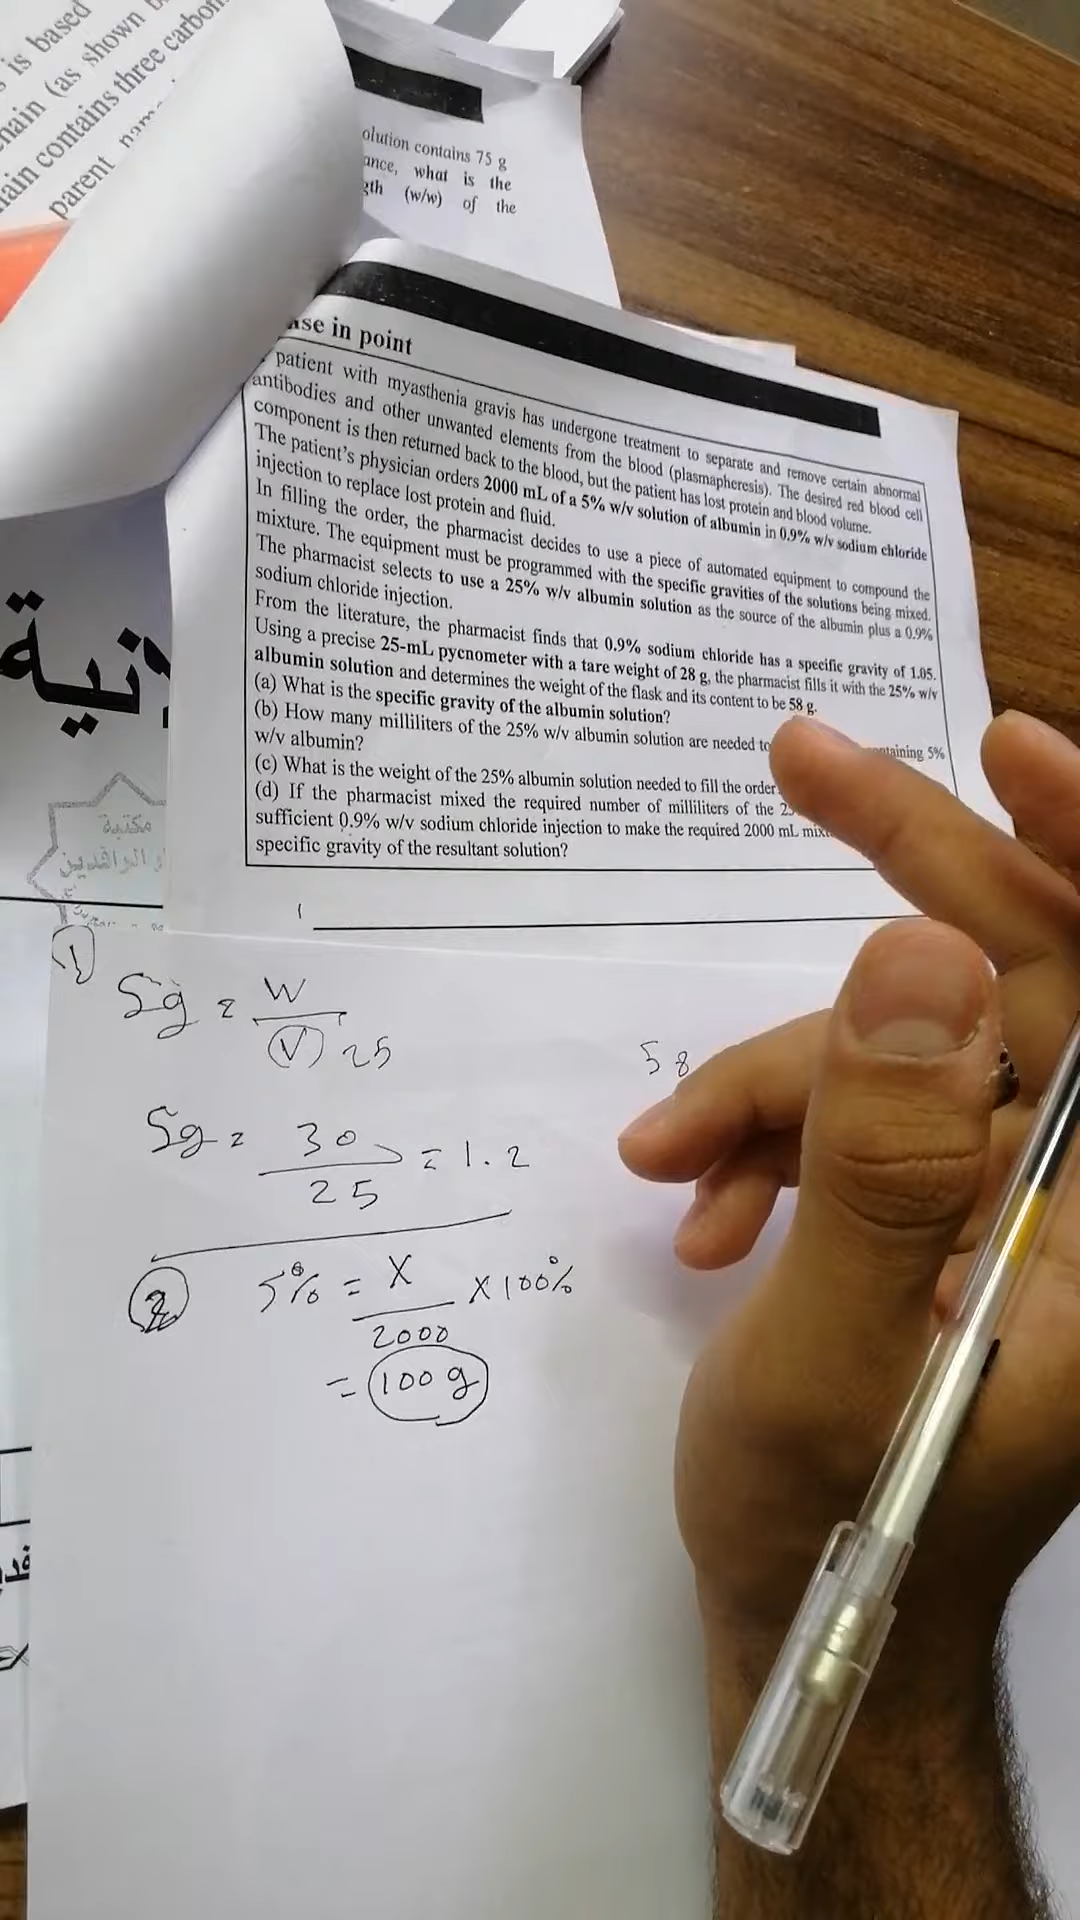 is based
hain (as shown
hain contains three carbon
parent
olution contains 75 g
ance, what is the
gth (w/w) of the
ase in point
patient with myasthenia gravis has undergone treatment to separate and remove certain abnormal
antibodies and other unwanted elements from the blood (plasmapheresis). The desired red blood cell
component is then returned back to the blood, but the patient has lost protein and blood volume.
The patient's physician orders 2000 mL of a 5% w/v solution of albumin in 0.9% w/v sodium chloride
injection to replace lost protein and fluid.
In filling the order, the pharmacist decides to use a piece of automated equipment to compound the
mixture. The equipment must be programmed with the specific gravities of the solutions being mixed.
The pharmacist selects to use a 25% w/v albumin solution as the source of the albumin plus a 0.9%
sodium chloride injection.
From the literature, the pharmacist finds that 0.9% sodium chloride has a specific gravity of 1.05.
Using a precise 25-mL pycnometer with a tare weight of 28 g, the pharmacist fills it with the 25% w/v
albumin solution and determines the weight of the flask and its content to be 58 g.
(a) What is the specific gravity of the albumin solution?
(b) How many milliliters of the 25% w/v albumin solution are needed to ontaining 5%
w/v albumin?
(c) What is the weight of the 25% albumin solution needed to fill the order
(d) If the pharmacist mixed the required number of milliliters of the 2
sufficient 0.9% w/v sodium chloride injection to make the required 2000 mL mix
specific gravity of the resultant solution?
مكتبة
1
Sg = W
V 25
58
Sg = 30 = 1.2
25
2 5% = X x 100%
2000
= 100 g